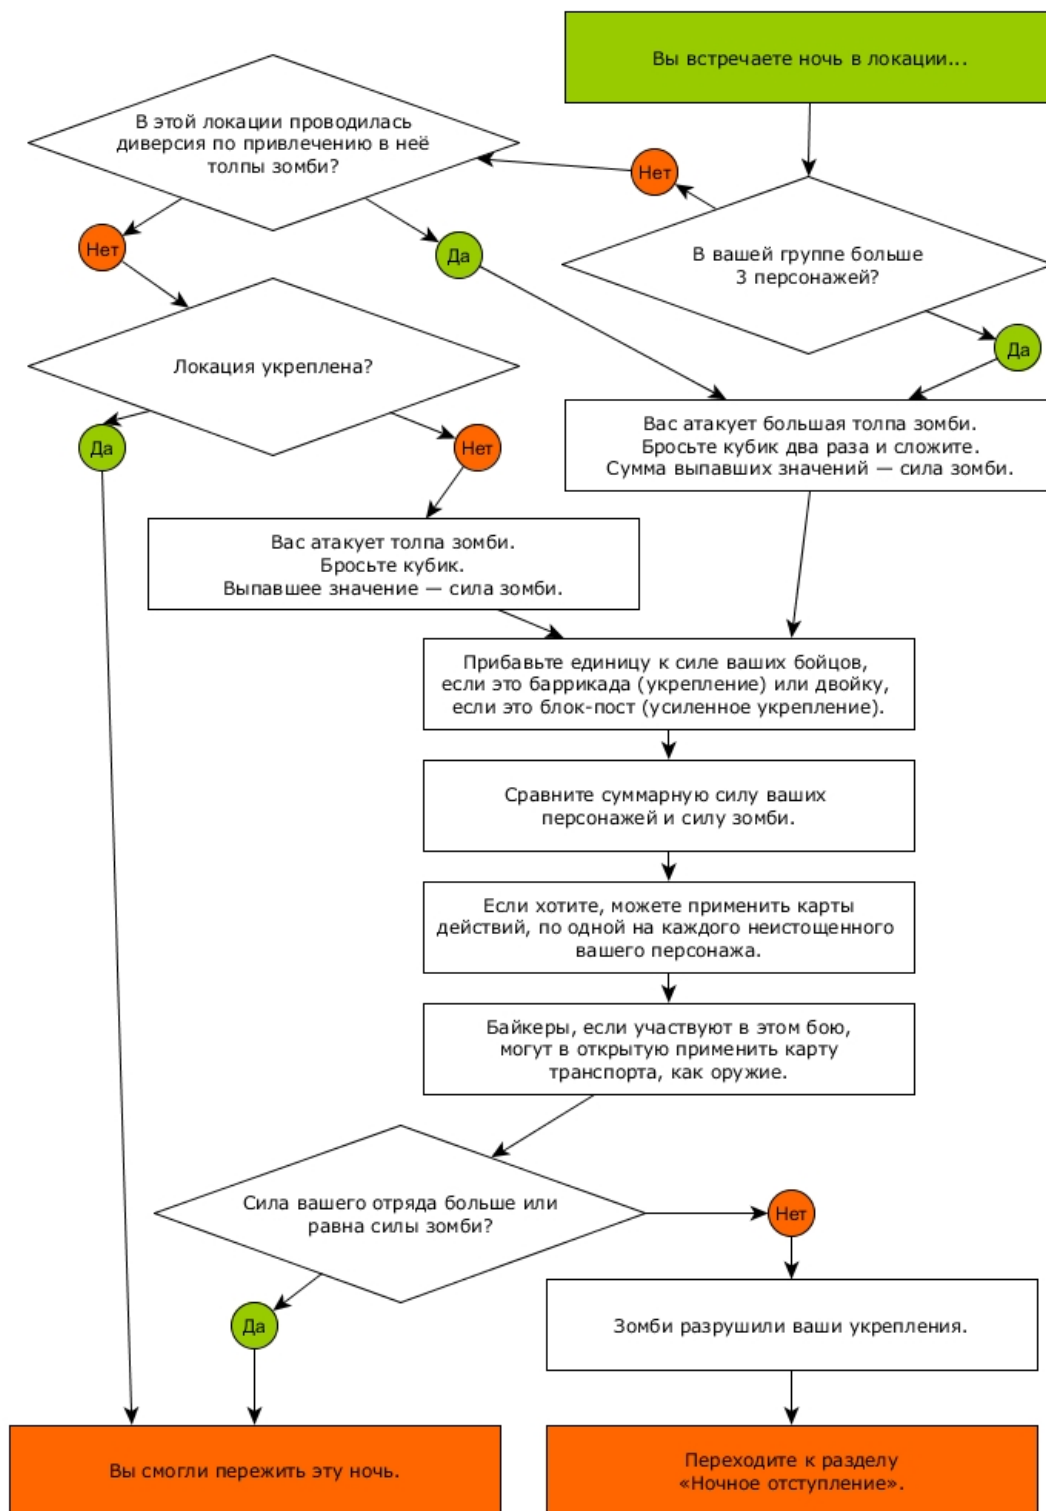 Вы встречаете ночь в локации...
В этой локации проводилась
диверсия по привлечению в неё
толпы зомби?
Нет
В вашей группе больше
3 персонажей?
Нет
Да
Да
Локация укреплена?
Да
Нет
Вас атакует большая толпа зомби.
Бросьте кубик два раза и сложите.
Сумма выпавших значений — сила зомби.
Вас атакует толпа зомби.
Бросьте кубик.
Выпавшее значение — сила зомби.
Прибавьте единицу к силе ваших бойцов,
если это баррикада (укрепление) или двойку,
если это блок-пост (усиленное укрепление).
Сравните суммарную силу ваших
персонажей и силу зомби.
Если хотите, можете применить карты
действий, по одной на каждого неистощенного
вашего персонажа.
Байкеры, если участвуют в этом бою,
могут в открытую применить карту
транспорта, как оружие.
Сила вашего отряда больше или
равна силы зомби?
Нет
Да
Зомби разрушили ваши укрепления.
Вы смогли пережить эту ночь.
Переходите к разделу
«Ночное отступление».